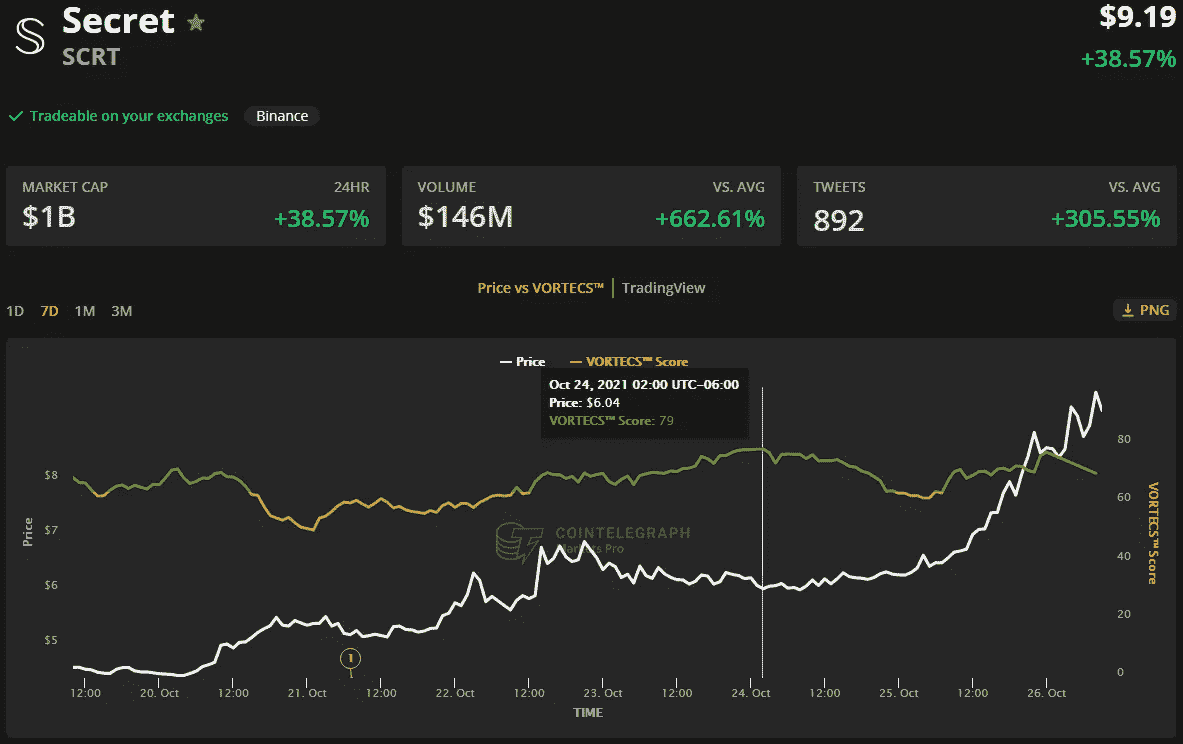 Secret
$9.19
SCRT
+38.57%
Tradeable on your exchanges Binance
MARKET CAP 24HR
$1B +38.57%
VOLUME VS. AVG
$146M +662.61%
TWEETS VS. AVG
892 +305.55%
Price vs VORTECS™ | TradingView
1D 7D 1M 3M
PNG
Price VORTECS™ Score
Oct 24, 2021 02:00 UTC−06:00
Price: $6.04
VORTECS™ Score: 79
$8
$7
$6
$5
Price
80
60
40
20
0
VORTECS™ Score
COINTELEGRAPH
Markets Pro
1
12:00 20. Oct 12:00 21. Oct 12:00 22. Oct 12:00 23. Oct 12:00 24. Oct 12:00 25. Oct 12:00 26. Oct
TIME